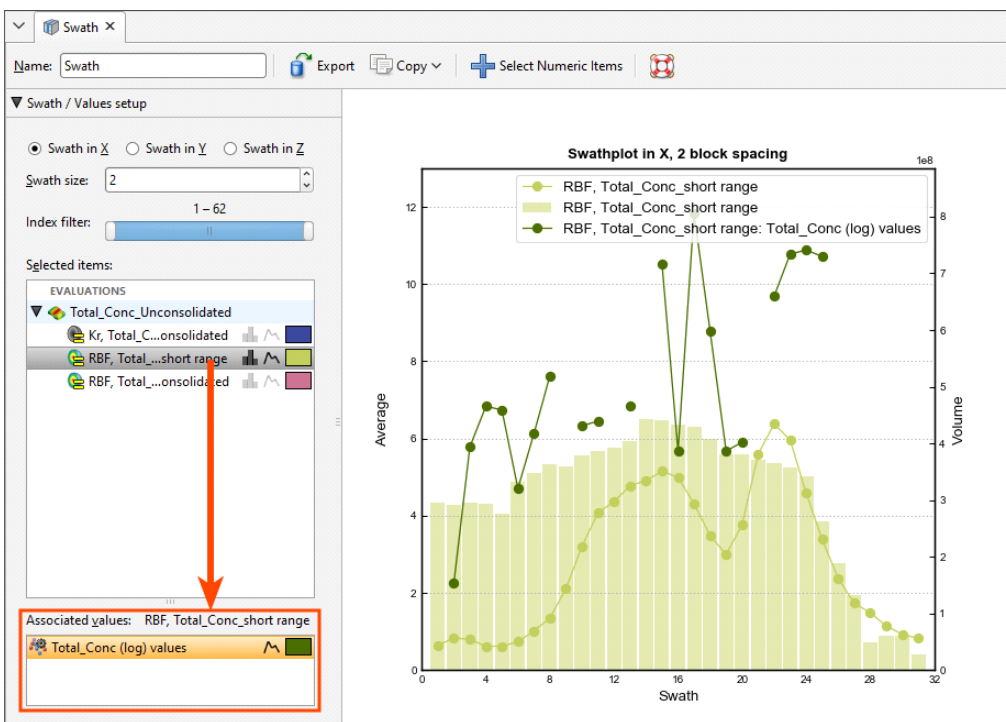 Swath
Name: Swath Export Copy Select Numeric Items
Swath / Values setup
Swath in X Swath in Y Swath in Z
Swath size: 2
Index filter: 1 – 62
Selected items:
EVALUATIONS
Total_Conc_Unconsolidated
Kr, Total_C...onsolidated
RBF, Total_...short range
RBF, Total_...onsolidated
Associated values: RBF, Total_Conc_short range
Total_Conc (log) values
Swathplot in X, 2 block spacing
1e8
RBF, Total_Conc_short range
RBF, Total_Conc_short range
RBF, Total_Conc_short range: Total_Conc (log) values
Average
12
10
8
6
4
2
0
Volume
8
7
6
5
4
3
2
1
0
0 4 8 12 16 20 24 28 32
Swath